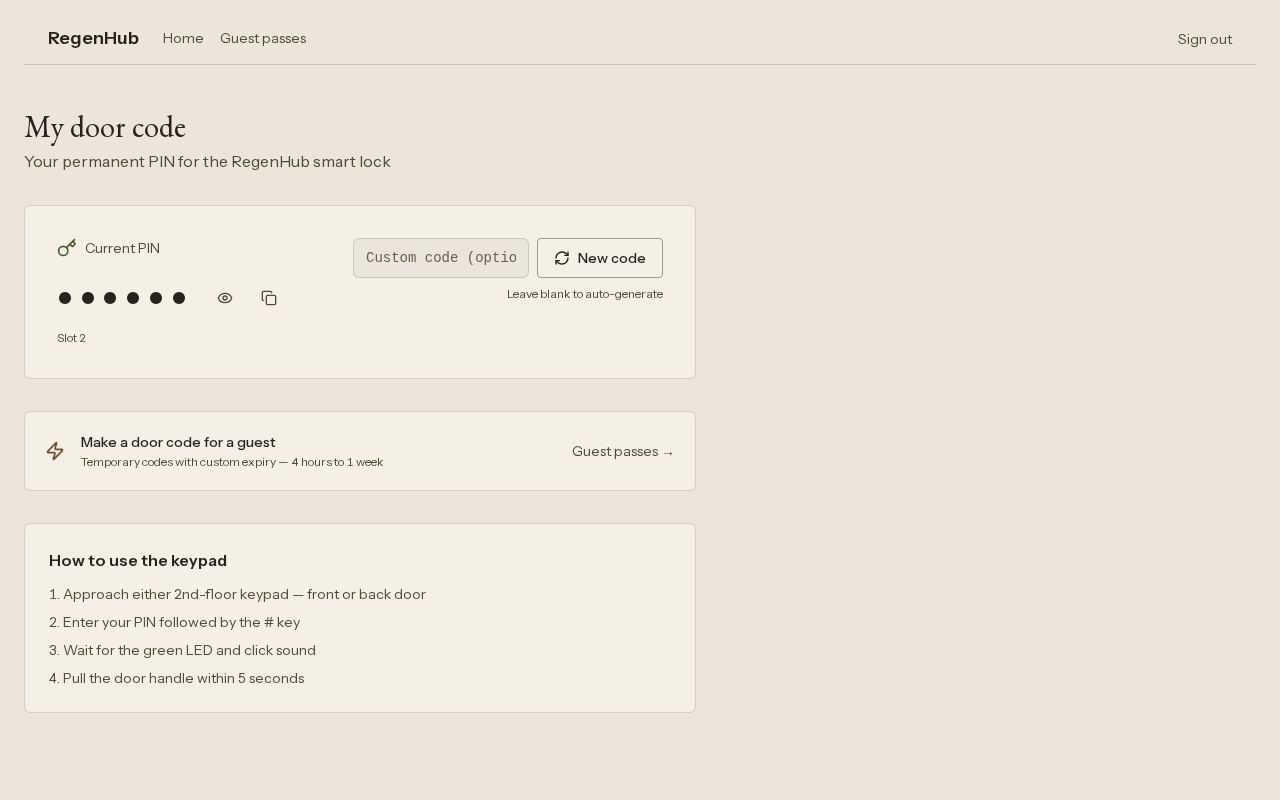 RegenHub Home Guest passes Sign out
My door code
Your permanent PIN for the RegenHub smart lock
Current PIN
Custom code (optio
New code
Leave blank to auto-generate
Slot 2
Make a door code for a guest
Temporary codes with custom expiry — 4 hours to 1 week
Guest passes →
How to use the keypad
1. Approach either 2nd-floor keypad — front or back door
2. Enter your PIN followed by the # key
3. Wait for the green LED and click sound
4. Pull the door handle within 5 seconds